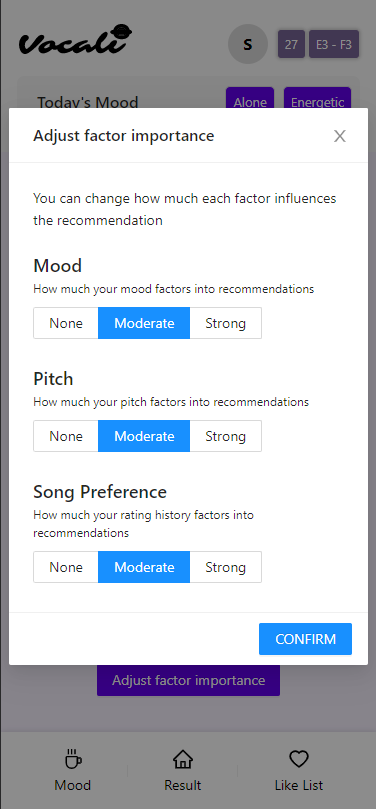 Vocali
S
27
E3 - F3
Today's Mood
Alone
Energetic
Adjust factor importance
You can change how much each factor influences
the recommendation
Mood
How much your mood factors into recommendations
None
Moderate
Strong
Pitch
How much your pitch factors into recommendations
None
Moderate
Strong
Song Preference
How much your rating history factors into
recommendations
None
Moderate
Strong
CONFIRM
Adjust factor importance
Mood
Result
Like List